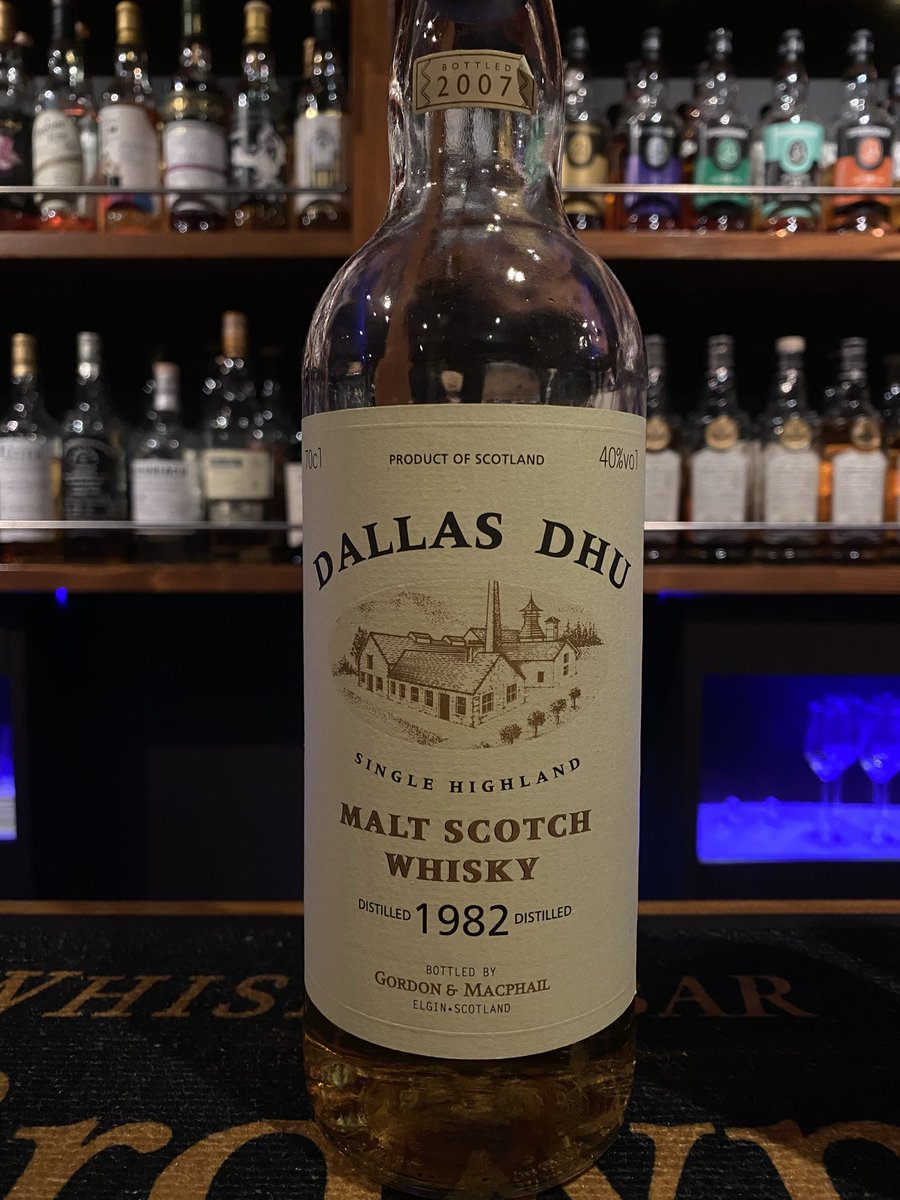 BOTTLED
2007
70cl
PRODUCT OF SCOTLAND
40%vol
DALLAS DHU
SINGLE HIGHLAND
MALT SCOTCH
WHISKY
DISTILLED 1982 DISTILLED
BOTTLED BY
GORDON & MACPHAIL
ELGIN•SCOTLAND
BAR